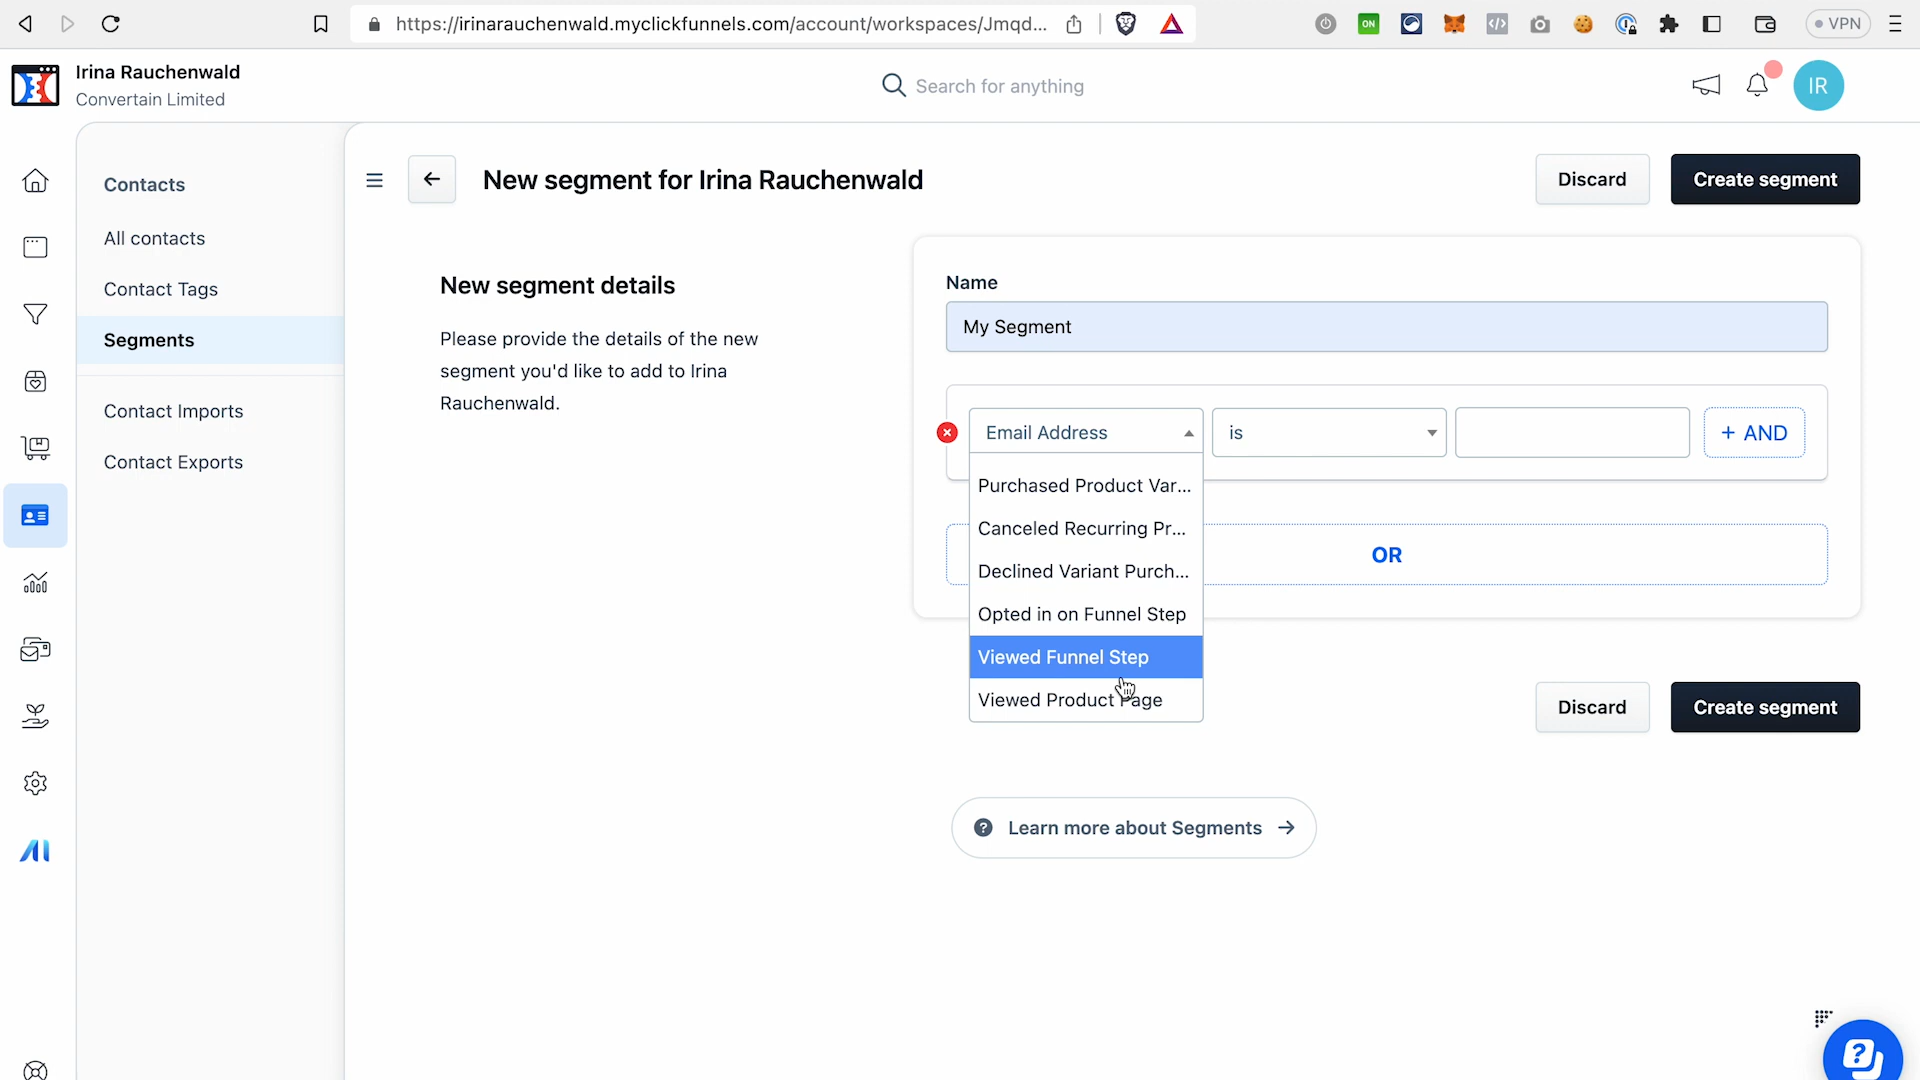 https://irinarauchenwald.myclickfunnels.com/account/workspaces/Jmqd...
ON
VPN
Irina Rauchenwald
Convertain Limited
Search for anything
IR
Contacts
All contacts
Contact Tags
Segments
Contact Imports
Contact Exports
New segment for Irina Rauchenwald
Discard
Create segment
New segment details
Please provide the details of the new
segment you'd like to add to Irina
Rauchenwald.
Name
My Segment
Email Address
is
+ AND
Purchased Product Var...
Canceled Recurring Pr...
Declined Variant Purch...
Opted in on Funnel Step
Viewed Funnel Step
Viewed Product Page
OR
Discard
Create segment
? Learn more about Segments →
AI
?